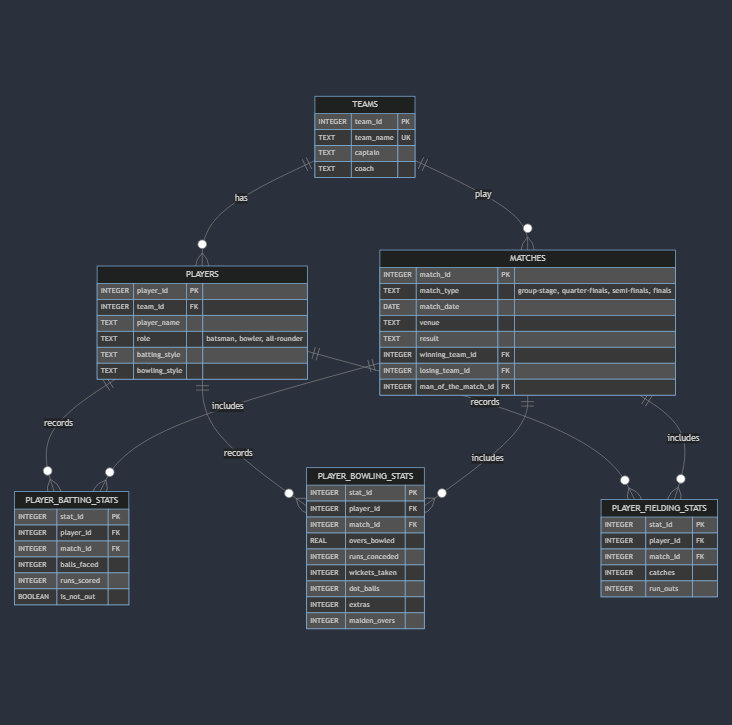 TEAMS
INTEGER team_id PK
TEXT team_name UK
TEXT captain
TEXT coach
has
play
PLAYERS
INTEGER player_id PK
INTEGER team_id FK
TEXT player_name
TEXT role batsman, bowler, all-rounder
TEXT batting_style
TEXT bowling_style
MATCHES
INTEGER match_id PK
TEXT match_type group-stage, quarter-finals, semi-finals, finals
DATE match_date
TEXT venue
TEXT result
INTEGER winning_team_id FK
INTEGER losing_team_id FK
INTEGER man_of_the_match_id FK
records
includes
records
records
includes
includes
PLAYER_BATTING_STATS
INTEGER stat_id PK
INTEGER player_id FK
INTEGER match_id FK
INTEGER balls_faced
INTEGER runs_scored
BOOLEAN is_not_out
PLAYER_BOWLING_STATS
INTEGER stat_id PK
INTEGER player_id FK
INTEGER match_id FK
REAL overs_bowled
INTEGER runs_conceded
INTEGER wickets_taken
INTEGER dot_balls
INTEGER extras
INTEGER maiden_overs
PLAYER_FIELDING_STATS
INTEGER stat_id PK
INTEGER player_id FK
INTEGER match_id FK
INTEGER catches
INTEGER run_outs